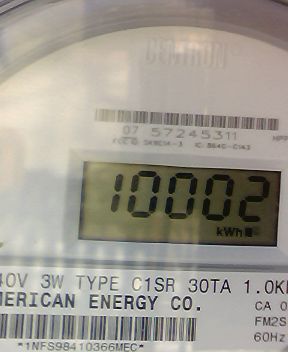 CENTRON®
07 57245311
10002
kWh
40V 3W TYPE C1SR 30TA 1.0K
MERICAN ENERGY CO.
CA 0
FM2S
60Hz
*1NFS98410366MEC*